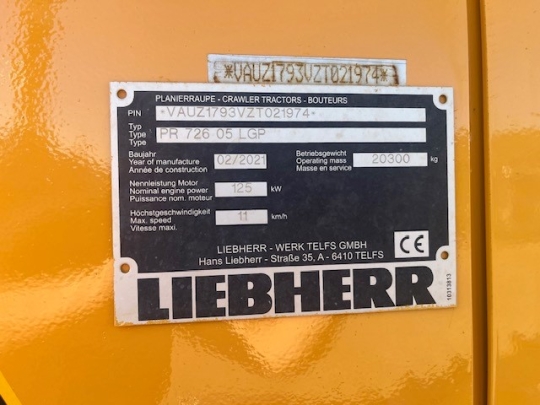 *VAUZ1793VZT021974*
PLANIERRAUPE - CRAWLER TRACTORS - BOUTEURS
PIN *VAUZ1793VZT021974*
Typ
Type PR 726 05 LGP
Type
Baujahr
Year of manufacture 02/2021
Année de construction
Betriebsgewicht
Operating mass 20300 kg
Masse en service
Nennleistung Motor
Nominal engine power 125 kW
Puissance nom. moteur
Höchstgeschwindigkeit
Max. speed 11 km/h
Vitesse maxi.
LIEBHERR - WERK TELFS GMBH
Hans Liebherr - Straße 35, A - 6410 TELFS
CE
LIEBHERR
10313813